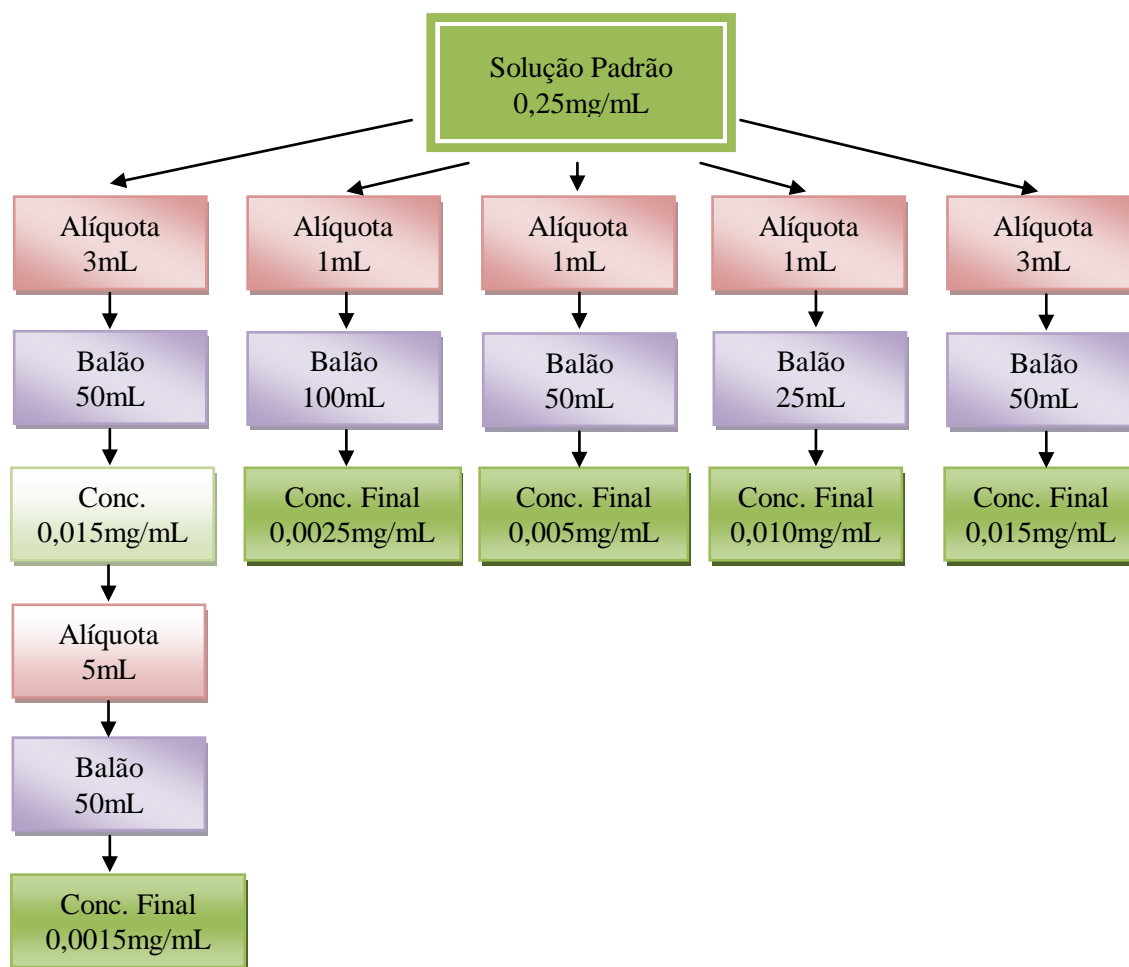 Solução Padrão
0,25mg/mL
Alíquota
3mL
Alíquota
1mL
Alíquota
1mL
Alíquota
1mL
Alíquota
3mL
Balão
50mL
Balão
100mL
Balão
50mL
Balão
25mL
Balão
50mL
Conc.
0,015mg/mL
Conc. Final
0,0025mg/mL
Conc. Final
0,005mg/mL
Conc. Final
0,010mg/mL
Conc. Final
0,015mg/mL
Alíquota
5mL
Balão
50mL
Conc. Final
0,0015mg/mL